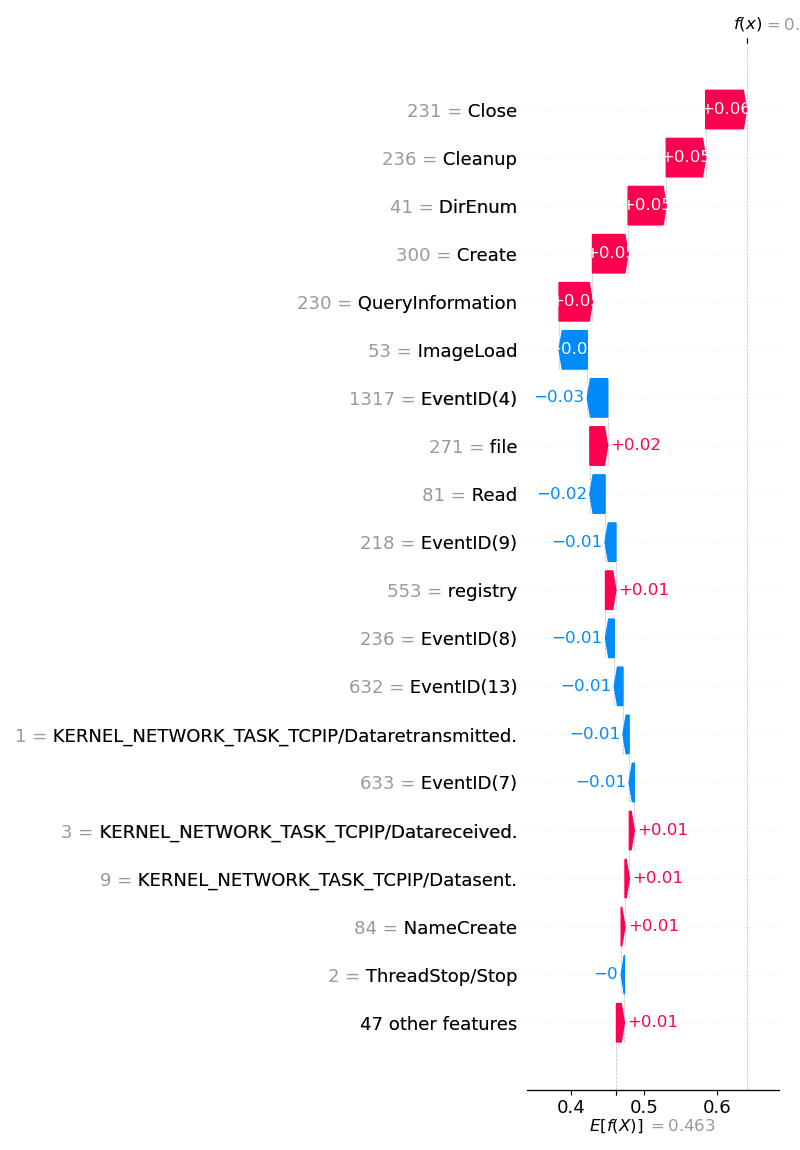 f(x) = 0.
231 = Close
+0.06
236 = Cleanup
+0.05
41 = DirEnum
+0.05
300 = Create
+0.05
230 = QueryInformation
53 = ImageLoad
1317 = EventID(4)
−0.03
271 = file
+0.02
81 = Read
−0.02
218 = EventID(9)
−0.01
553 = registry
+0.01
236 = EventID(8)
−0.01
632 = EventID(13)
−0.01
1 = KERNEL_NETWORK_TASK_TCPIP/Dataretransmitted.
−0.01
633 = EventID(7)
−0.01
3 = KERNEL_NETWORK_TASK_TCPIP/Datareceived.
+0.01
9 = KERNEL_NETWORK_TASK_TCPIP/Datasent.
+0.01
84 = NameCreate
+0.01
2 = ThreadStop/Stop
−0
47 other features
+0.01
0.4 0.5 0.6
E[f(X)] = 0.463